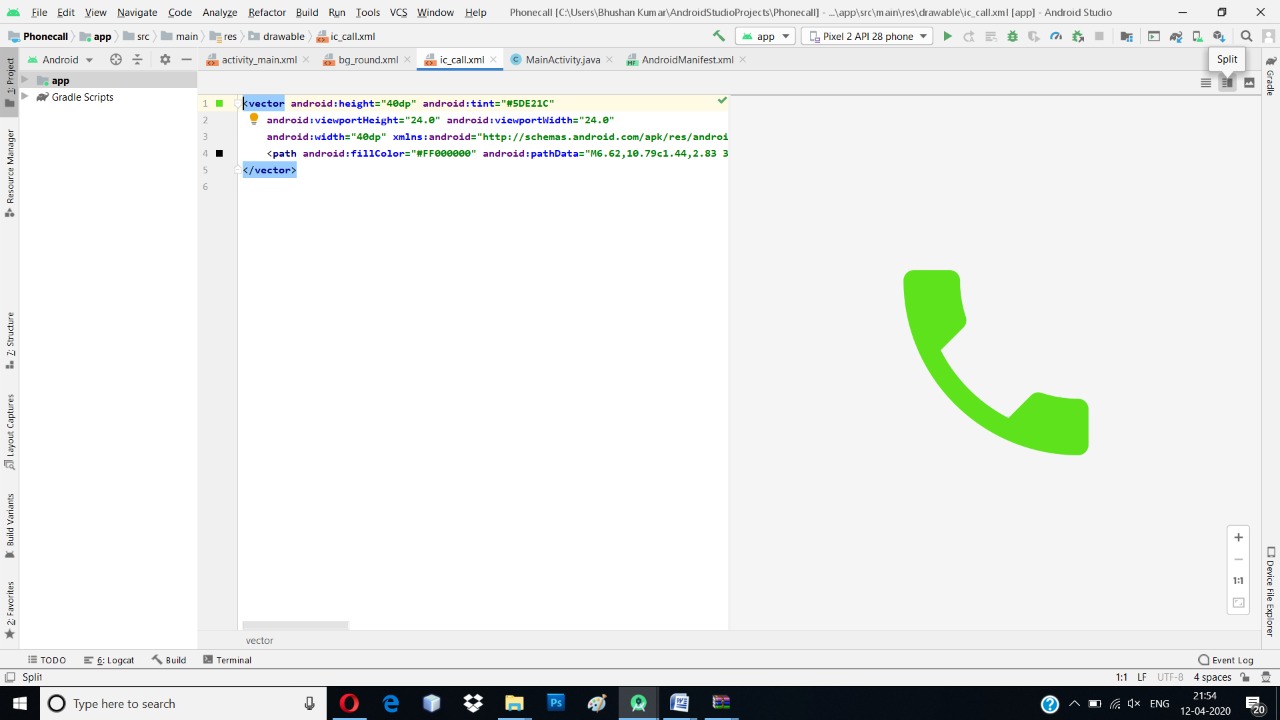 File Edit View Navigate Code Analyze Refactor Build Run Tools VCS Window Help Phonecall [C:\Users\Bhushan Kumar\AndroidStudioProjects\Phonecall] - ...\app\src\main\res\drawable\ic_call.xml [app] - Android Studio
Phonecall app src main res drawable ic_call.xml app Pixel 2 API 28 phone
Android activity_main.xml bg_round.xml ic_call.xml MainActivity.java AndroidManifest.xml Split
app
Gradle Scripts
1 <vector android:height="40dp" android:tint="#5DE21C"
2 android:viewportHeight="24.0" android:viewportWidth="24.0"
3 android:width="40dp" xmlns:android="http://schemas.android.com/apk/res/androi
4 <path android:fillColor="#FF000000" android:pathData="M6.62,10.79c1.44,2.83 3
5 </vector>
6
1: Project
Resource Manager
Z: Structure
Layout Captures
Build Variants
2: Favorites
Gradle
Device File Explorer
1:1
vector
TODO 6: Logcat Build Terminal Event Log
Split 1:1 LF UTF-8 4 spaces
Type here to search
ENG
21:54
12-04-2020
20